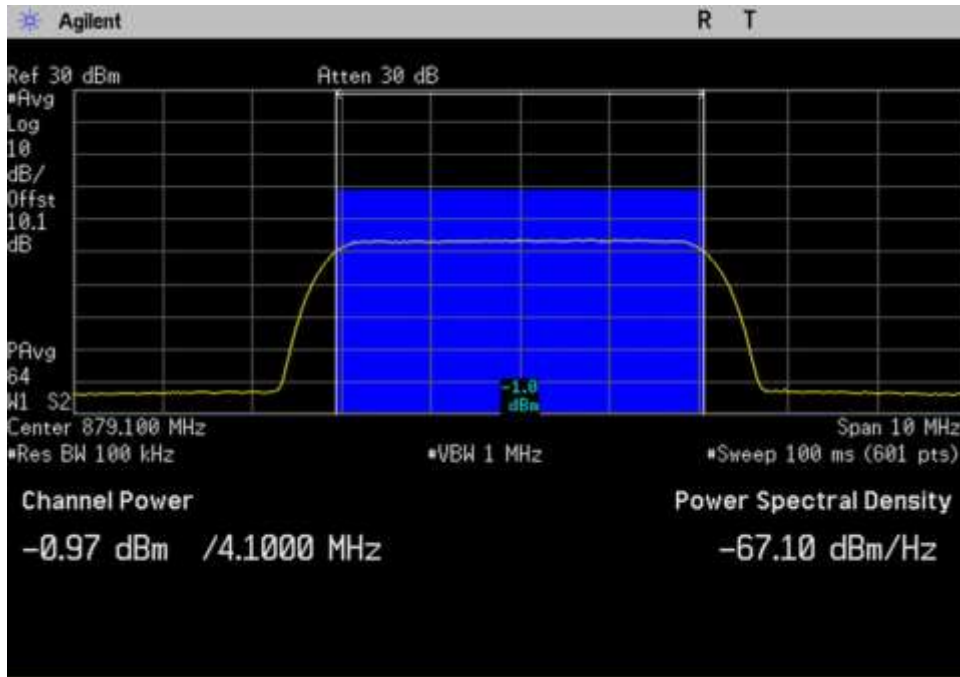 Agilent R T
Ref 30 dBm Atten 30 dB
#Avg
Log
10
dB/
Offst
10.1
dB
PAvg
64
W1 S2
-1.0
dBm
Center 879.100 MHz Span 10 MHz
#Res BW 100 kHz #VBW 1 MHz #Sweep 100 ms (601 pts)
Channel Power Power Spectral Density
-0.97 dBm /4.1000 MHz -67.10 dBm/Hz